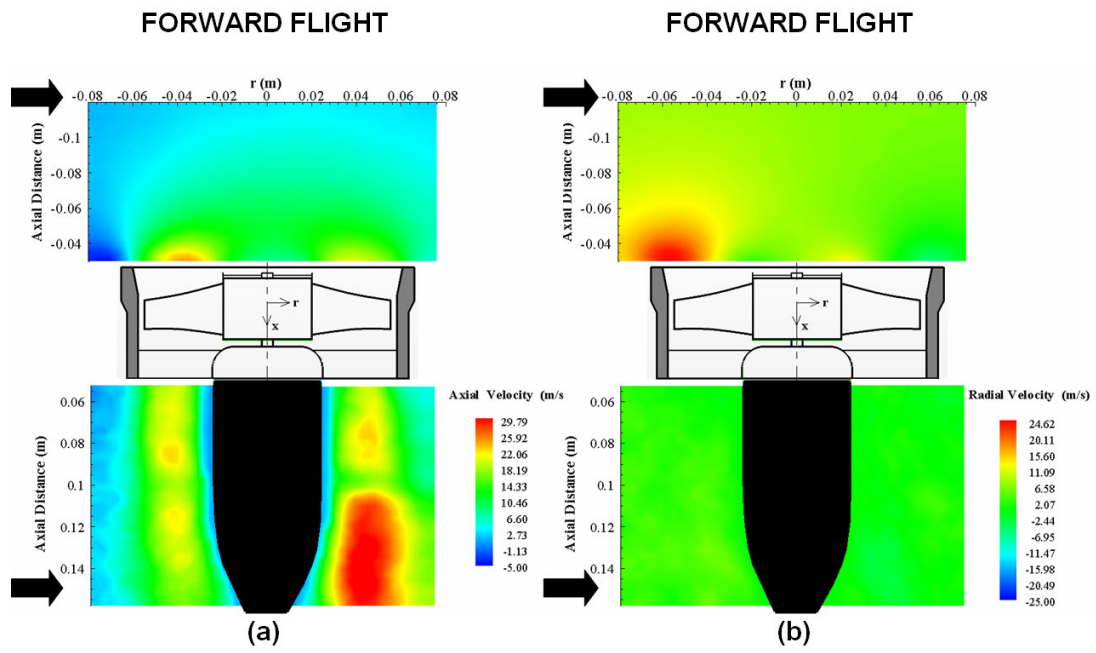 FORWARD FLIGHT
r (m)
-0.08 -0.06 -0.04 -0.02 0 0.02 0.04 0.06 0.08
Axial Distance (m)
-0.1
-0.08
-0.06
-0.04
r
x
Axial Distance (m)
0.06
0.08
0.1
0.12
0.14
Axial Velocity (m/s
29.79
25.92
22.06
18.19
14.33
10.46
6.60
2.73
-1.13
-5.00
(a)
FORWARD FLIGHT
r (m)
-0.08 -0.06 -0.04 -0.02 0 0.02 0.04 0.06 0.08
Axial Distance (m)
-0.1
-0.08
-0.06
-0.04
r
x
Axial Distance (m)
0.06
0.08
0.1
0.12
0.14
Radial Velocity (m/s)
24.62
20.11
15.60
11.09
6.58
2.07
-2.44
-6.95
-11.47
-15.98
-20.49
-25.00
(b)